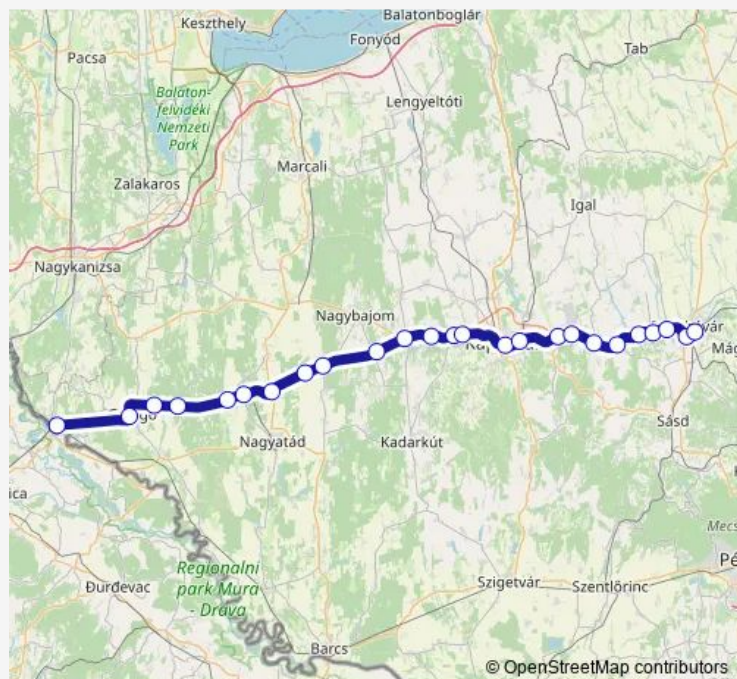 Balatonboglár
Keszthely
Fonyód
Pacsa
Tab
Balaton-
felvidéki
Nemzeti
Park
Lengyeltóti
Marcali
Zalakaros
Igal
Nagykanizsa
Nagybajom
Nagyatád
Kadarkút
Sásd
Mecs
Regionalni
park Mura
- Drava
Đurđevac
Szigetvár
Szentlőrinc
Barcs
© OpenStreetMap contributors